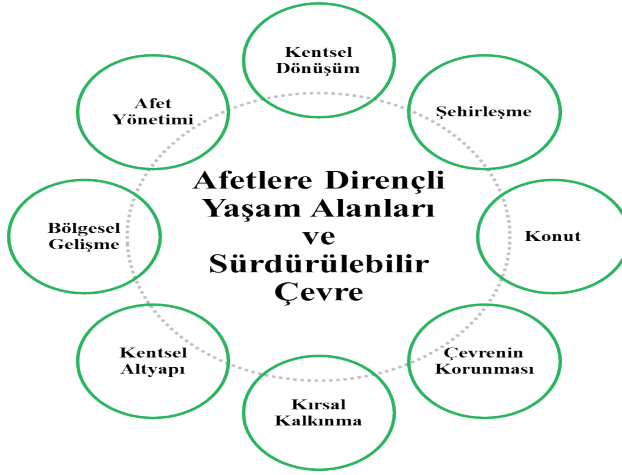 Kentsel
Dönüşüm
Afet
Yönetimi
Şehirleşme
Afetlere Dirençli
Yaşam Alanları
ve
Sürdürülebilir
Çevre
Bölgesel
Gelişme
Konut
Kentsel
Altyapı
Çevrenin
Korunması
Kırsal
Kalkınma